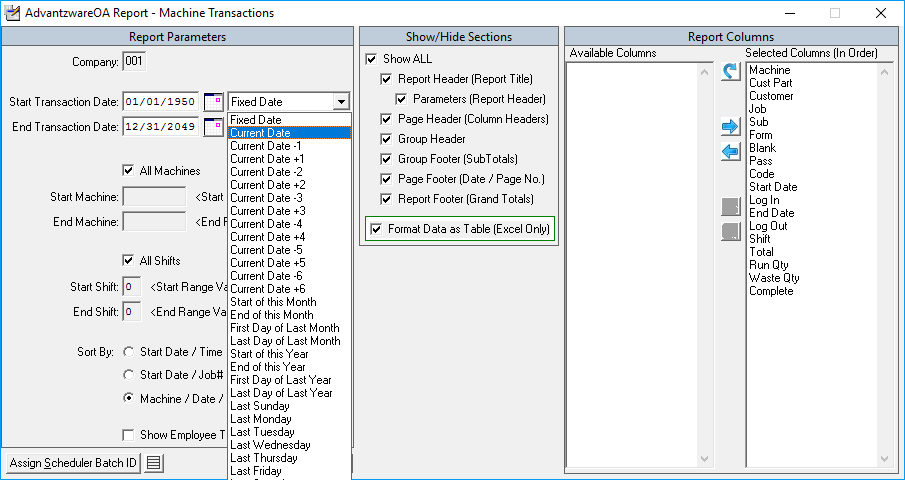 AdvantzwareOA Report - Machine Transactions
Report Parameters
Company: 001
Start Transaction Date: 01/01/1950 Fixed Date
End Transaction Date: 12/31/2049
Fixed Date
Current Date
Current Date -1
Current Date +1
Current Date -2
Current Date +2
Current Date -3
Current Date +3
Current Date -4
Current Date +4
Current Date -5
Current Date +5
Current Date -6
Current Date +6
Start of this Month
End of this Month
First Day of Last Month
Last Day of Last Month
Start of this Year
End of this Year
First Day of Last Year
Last Day of Last Year
Last Sunday
Last Monday
Last Tuesday
Last Wednesday
Last Thursday
Last Friday
All Machines
Start Machine: <Start
End Machine: <End
All Shifts
Start Shift: 0 <Start Range Va
End Shift: 0 <End Range Va
Sort By: Start Date / Time
Start Date / Job#
Machine / Date /
Show Employee T
Assign Scheduler Batch ID
Show/Hide Sections
Show ALL
Report Header (Report Title)
Parameters (Report Header)
Page Header (Column Headers)
Group Header
Group Footer (SubTotals)
Page Footer (Date / Page No.)
Report Footer (Grand Totals)
Format Data as Table (Excel Only)
Report Columns
Available Columns
Selected Columns (In Order)
Machine
Cust Part
Customer
Job
Sub
Form
Blank
Pass
Code
Start Date
Log In
End Date
Log Out
Shift
Total
Run Qty
Waste Qty
Complete